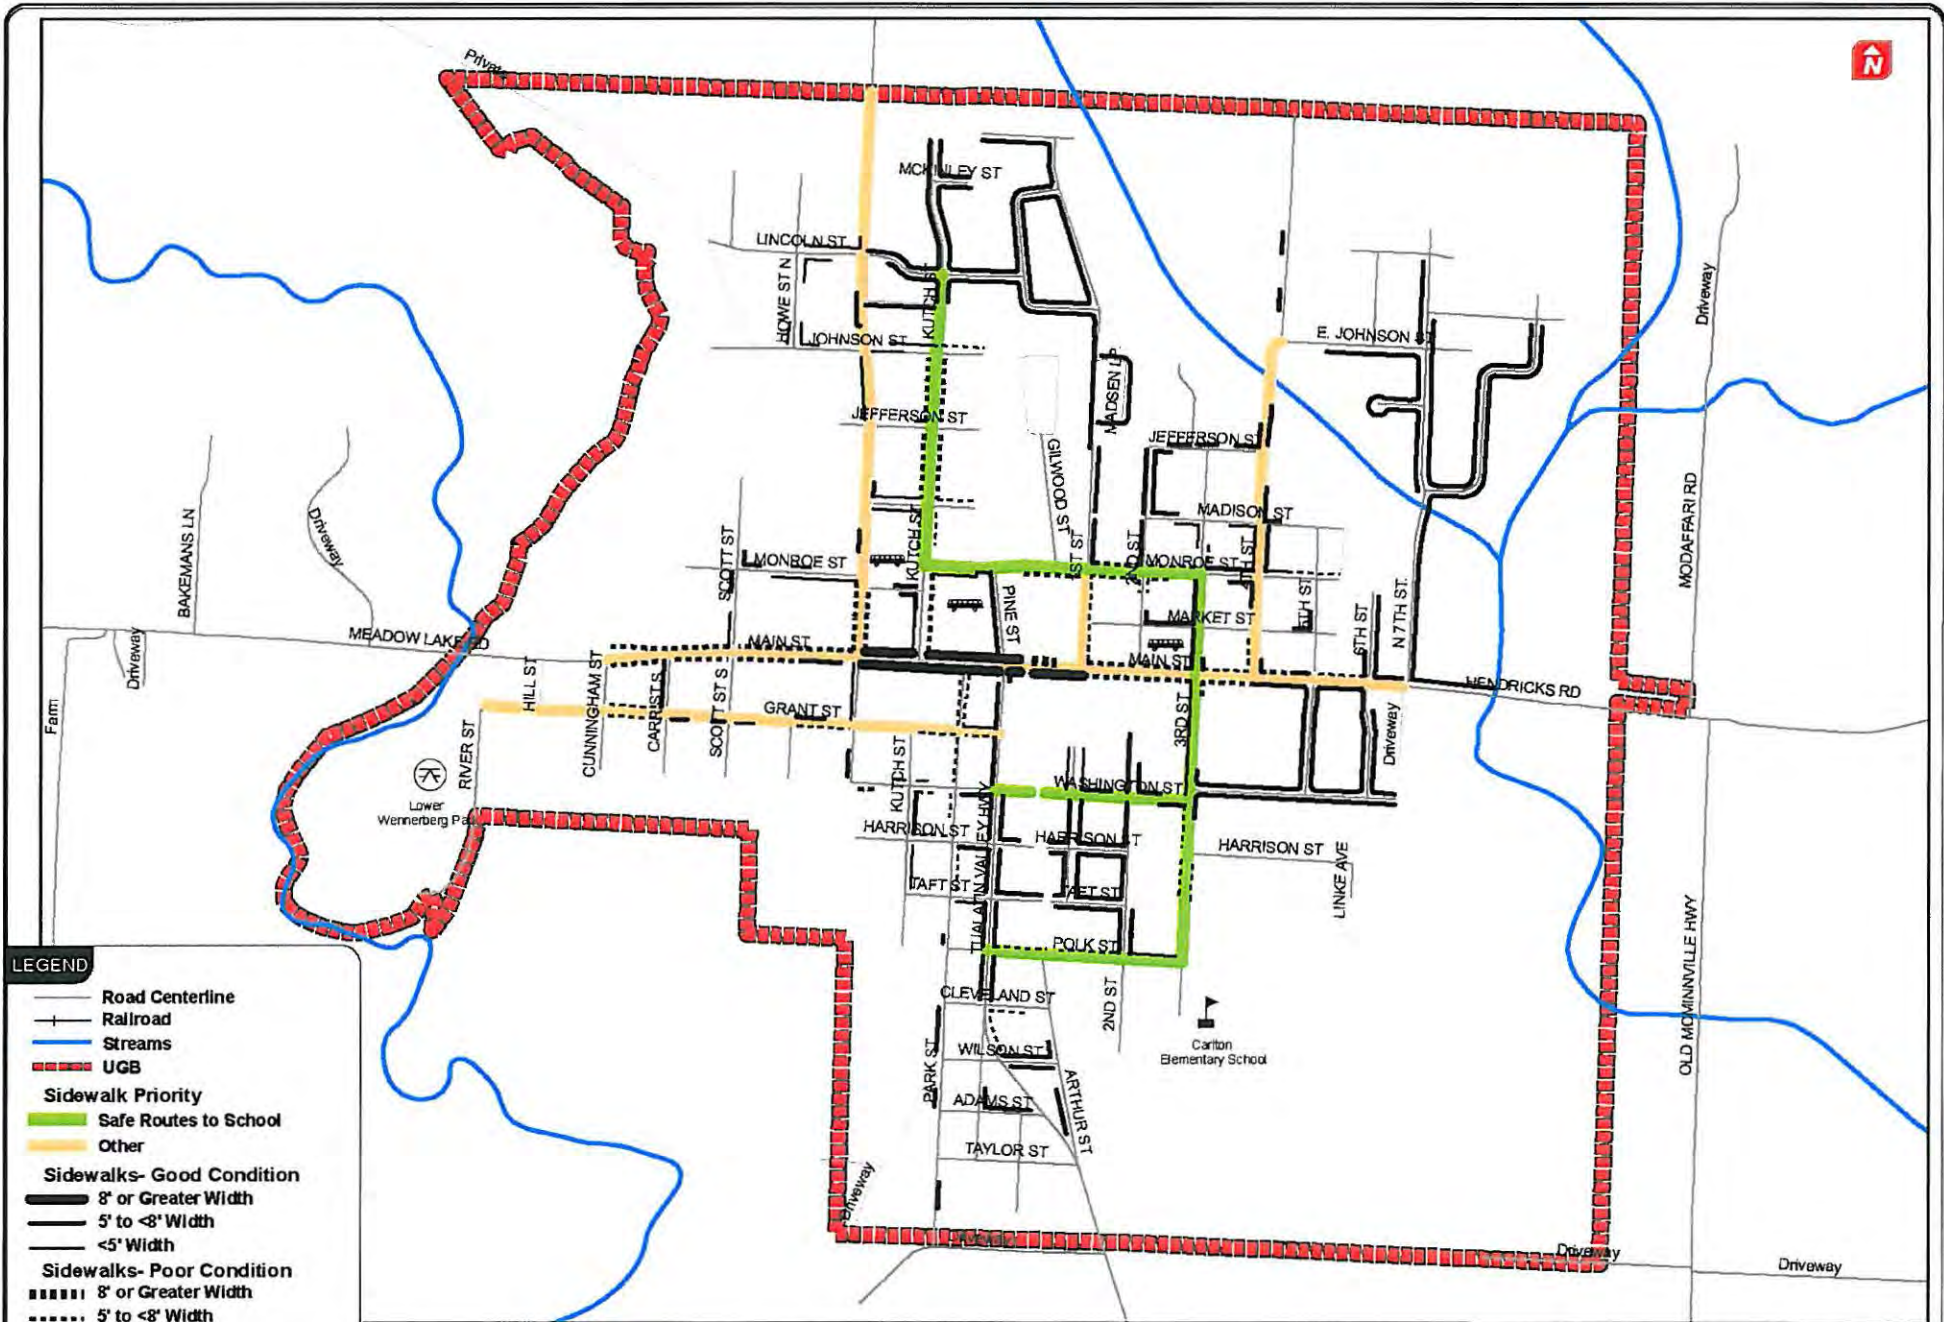 N
Private
MCKINLEY ST
LINCOLN ST
HOWE ST N
KUTCH ST
JOHNSON ST
E. JOHNSON ST
Driveway
MADSEN LP
JEFFERSON ST
JEFFERSON ST
GILWOOD ST
BAKEMANS LN
Driveway
MADISON ST
MODAFFARI RD
SCOTT ST
MONROE ST
KUTCH ST
1ST ST
2ND ST
MONROE ST
4TH ST
5TH ST
6TH ST
N 7TH ST.
PINE ST
MARKET ST
MEADOW LAKE RD
MAIN ST
MAIN ST
Driveway
HENDRICKS RD
Farm
HILL ST
CUNNINGHAM ST
CARR ST S
SCOTT ST S
GRANT ST
3RD ST
Driveway
RIVER ST
KUTCH ST
WASHINGTON ST
Lower
HARRISON ST
TUALATIN VALLEY HWY
HARRISON ST
HARRISON ST
LINKE AVE
TAFT ST
TAFT ST
POLK ST
OLD MCMINNVILLE HWY
CLEVELAND ST
2ND ST
Carlton
Elementary School
PARK ST
WILSON ST
ADAMS ST
ARTHUR ST
TAYLOR ST
Driveway
Driveway
Driveway
LEGEND
Road Centerline
Railroad
Streams
UGB
Sidewalk Priority
Safe Routes to School
Other
Sidewalks- Good Condition
8' or Greater Width
5' to <8' Width
<5' Width
Sidewalks- Poor Condition
8' or Greater Width
5' to <8' Width